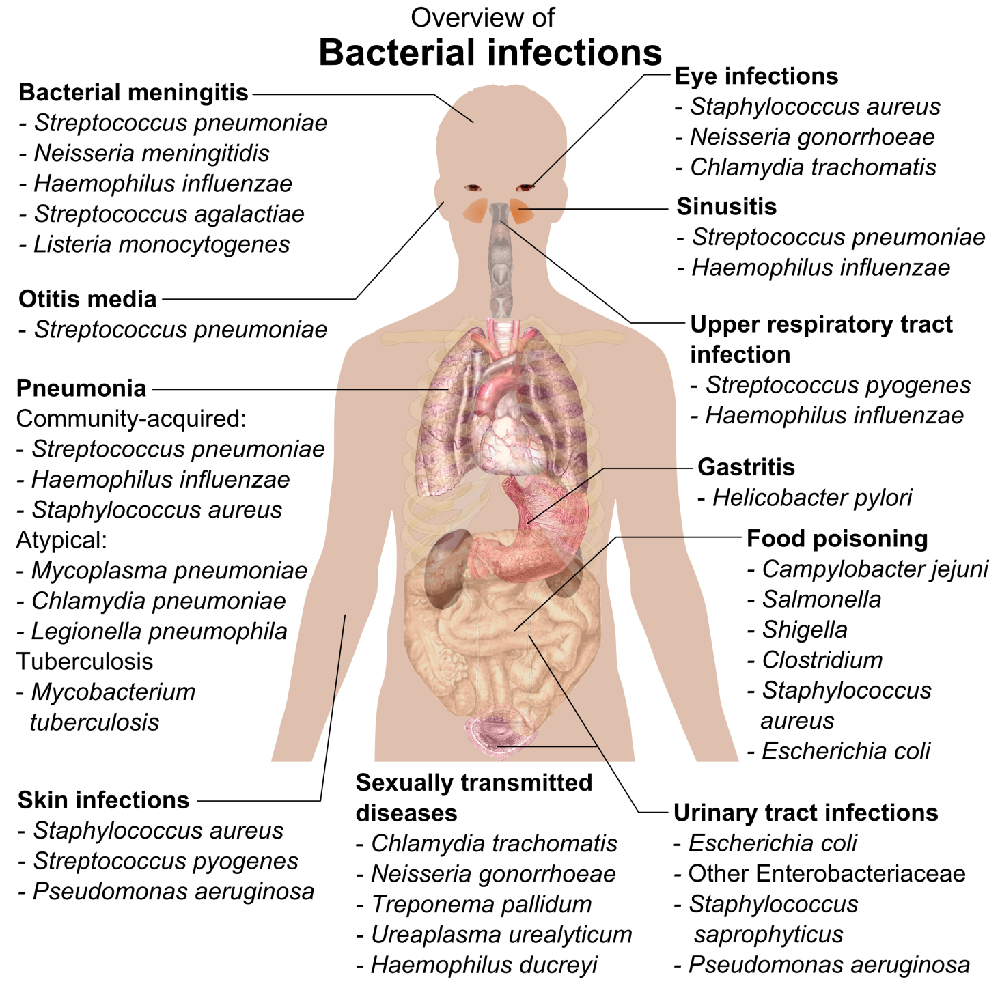 Overview of
Bacterial infections
Bacterial meningitis
- Streptococcus pneumoniae
- Neisseria meningitidis
- Haemophilus influenzae
- Streptococcus agalactiae
- Listeria monocytogenes
Otitis media
- Streptococcus pneumoniae
Pneumonia
Community-acquired:
- Streptococcus pneumoniae
- Haemophilus influenzae
- Staphylococcus aureus
Atypical:
- Mycoplasma pneumoniae
- Chlamydia pneumoniae
- Legionella pneumophila
Tuberculosis
- Mycobacterium
tuberculosis
Skin infections
- Staphylococcus aureus
- Streptococcus pyogenes
- Pseudomonas aeruginosa
Eye infections
- Staphylococcus aureus
- Neisseria gonorrhoeae
- Chlamydia trachomatis
Sinusitis
- Streptococcus pneumoniae
- Haemophilus influenzae
Upper respiratory tract
infection
- Streptococcus pyogenes
- Haemophilus influenzae
Gastritis
- Helicobacter pylori
Food poisoning
- Campylobacter jejuni
- Salmonella
- Shigella
- Clostridium
- Staphylococcus
aureus
- Escherichia coli
Sexually transmitted
diseases
- Chlamydia trachomatis
- Neisseria gonorrhoeae
- Treponema pallidum
- Ureaplasma urealyticum
- Haemophilus ducreyi
Urinary tract infections
- Escherichia coli
- Other Enterobacteriaceae
- Staphylococcus
saprophyticus
- Pseudomonas aeruginosa